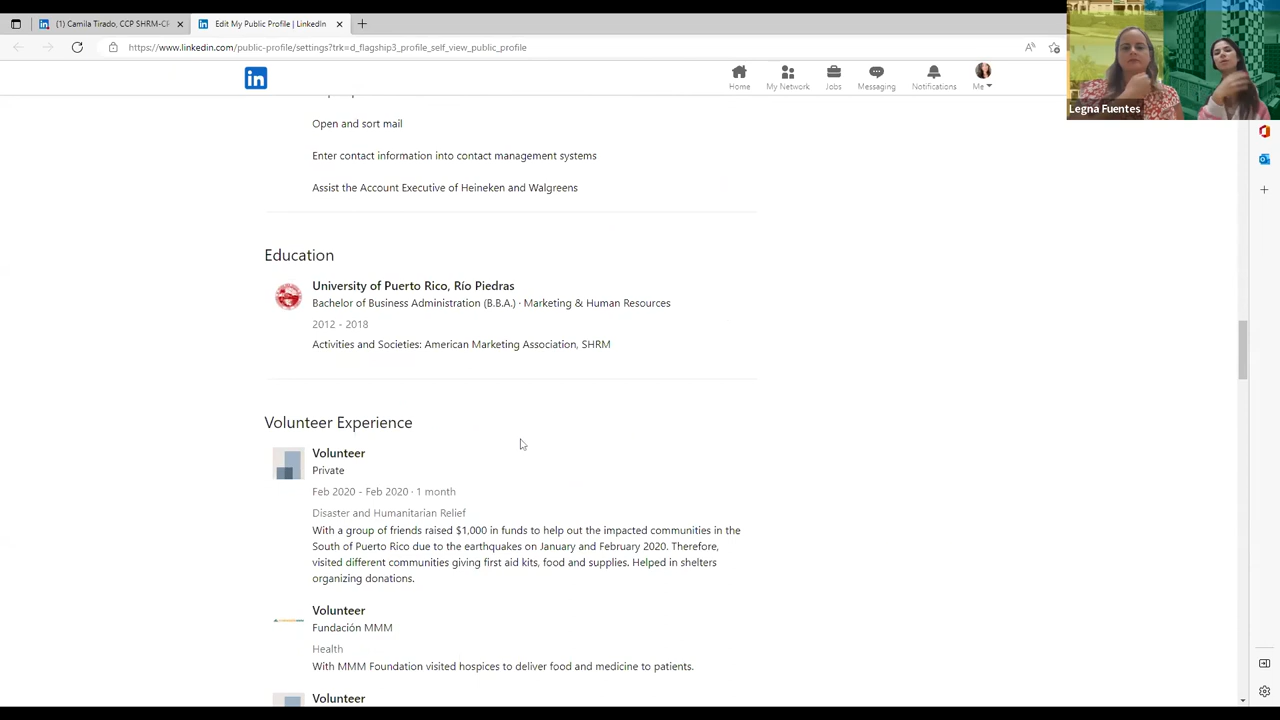 (1) Camila Tirado, CCP SHRM-CP
Edit My Public Profile | LinkedIn
https://www.linkedin.com/public-profile/settings?trk=d_flagship3_profile_self_view_public_profile
in
Home
My Network
Jobs
Messaging
Notifications
Me
Legna Fuentes
Open and sort mail
Enter contact information into contact management systems
Assist the Account Executive of Heineken and Walgreens
Education
University of Puerto Rico, Río Piedras
Bachelor of Business Administration (B.B.A.) · Marketing & Human Resources
2012 - 2018
Activities and Societies: American Marketing Association, SHRM
Volunteer Experience
Volunteer
Private
Feb 2020 - Feb 2020 · 1 month
Disaster and Humanitarian Relief
With a group of friends raised $1,000 in funds to help out the impacted communities in the
South of Puerto Rico due to the earthquakes on January and February 2020. Therefore,
visited different communities giving first aid kits, food and supplies. Helped in shelters
organizing donations.
Volunteer
Fundación MMM
Health
With MMM Foundation visited hospices to deliver food and medicine to patients.
Volunteer